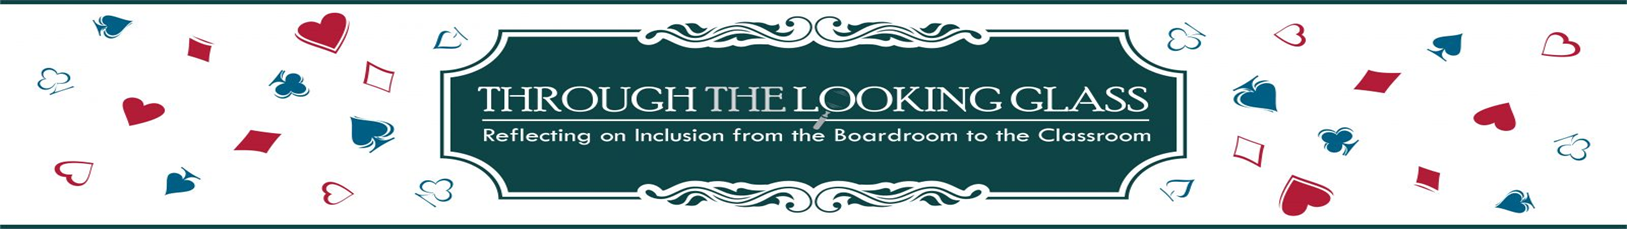 THROUGH THE LOOKING GLASS
Reflecting on Inclusion from the Boardroom to the Classroom